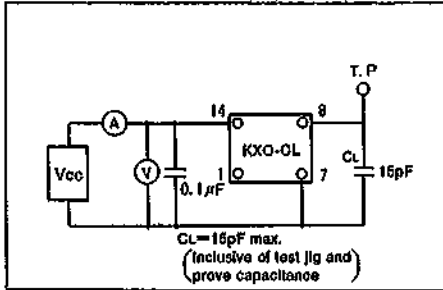 T. P
A
14
8
KXO-CL
Vcc
V
0.1μF
1
7
CL
15pF
CL=15pF max.
(Inclusive of test jig and
prove capacitance)